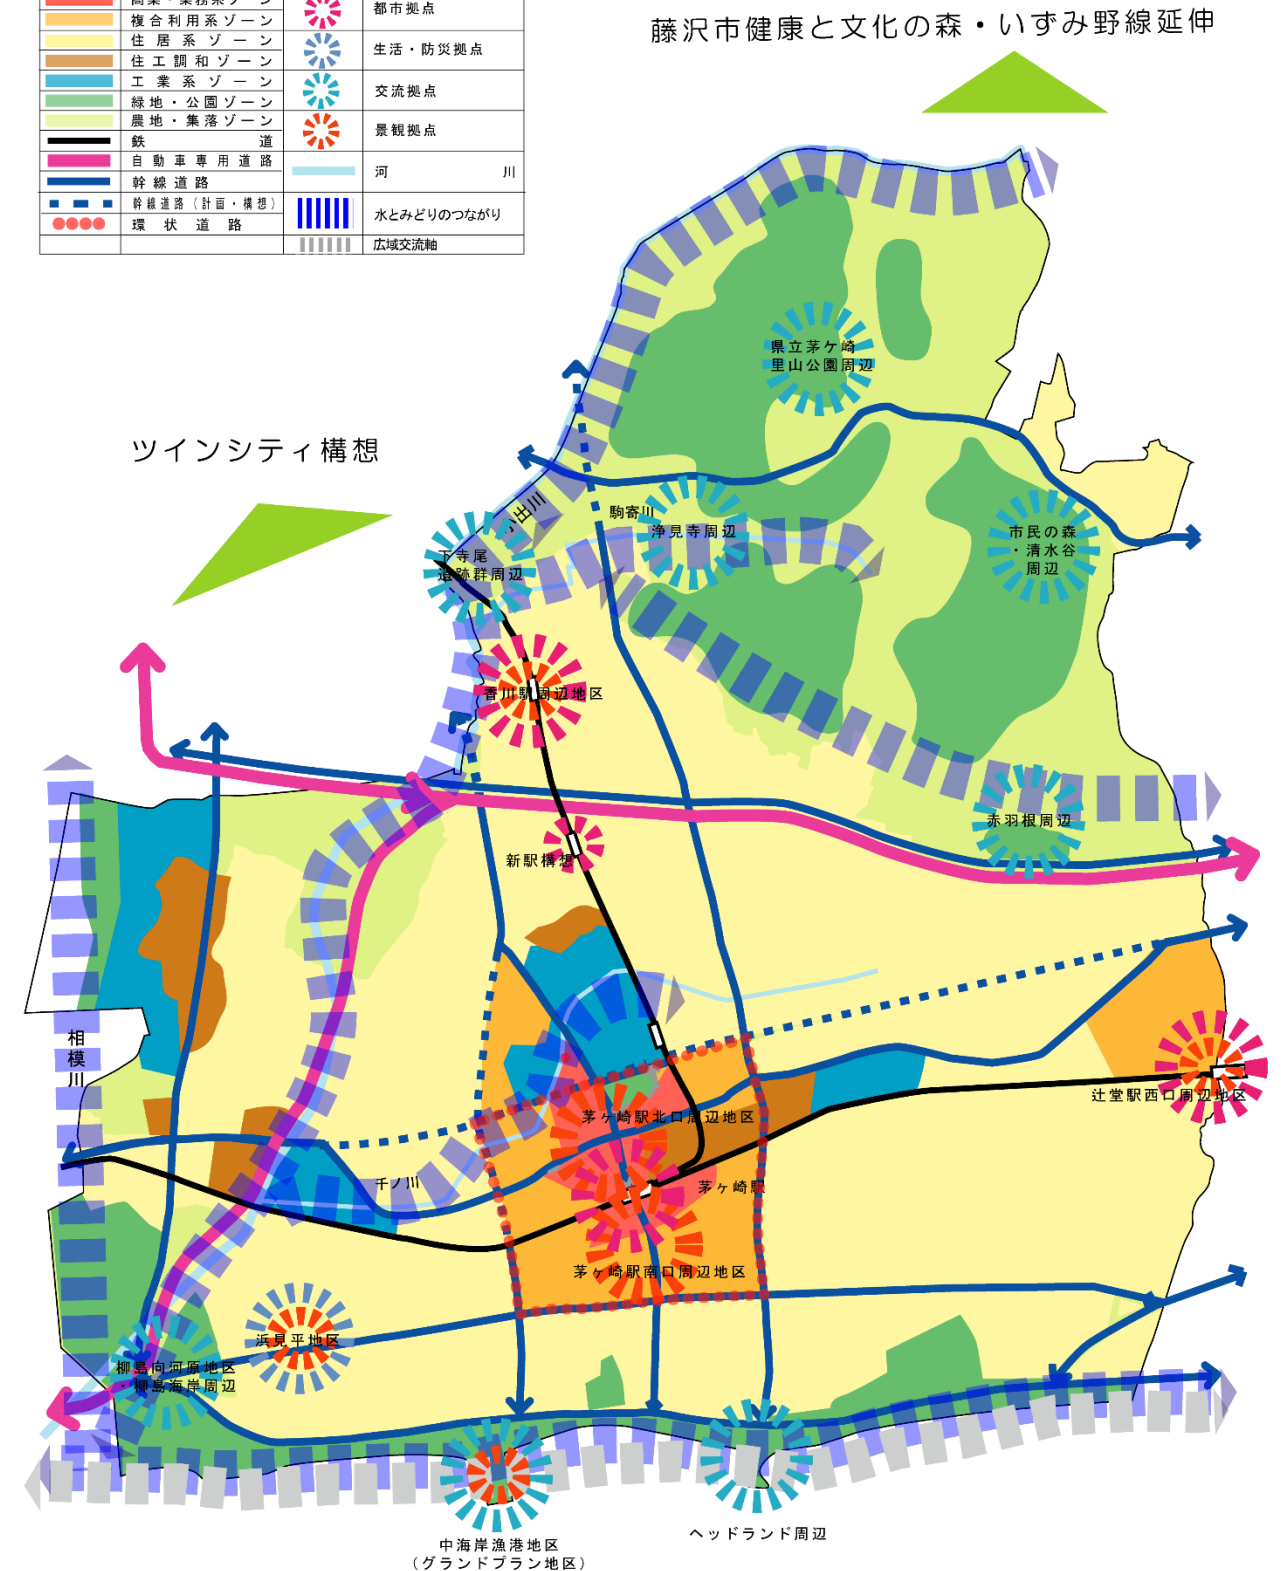 商業・業務系ゾーン
複合利用系ゾーン
住居系ゾーン
住工調和ゾーン
工業系ゾーン
緑地・公園ゾーン
農地・集落ゾーン
鉄道
自動車専用道路
幹線道路
幹線道路（計画・構想）
環状道路
都市拠点
生活・防災拠点
交流拠点
景観拠点
河川
水とみどりのつながり
広域交流軸
藤沢市健康と文化の森・いずみ野線延伸
ツインシティ構想
県立茅ケ崎
里山公園周辺
小出川
駒寄川
浄見寺周辺
市民の森
・清水谷
周辺
下寺尾
遺跡群周辺
香川駅周辺地区
赤羽根周辺
新駅構想
相模川
辻堂駅西口周辺地区
茅ヶ崎駅北口周辺地区
千ノ川
茅ヶ崎駅
茅ヶ崎駅南口周辺地区
浜見平地区
柳島向河原地区
・柳島海岸周辺
ヘッドランド周辺
中海岸漁港地区
（グランドプラン地区）